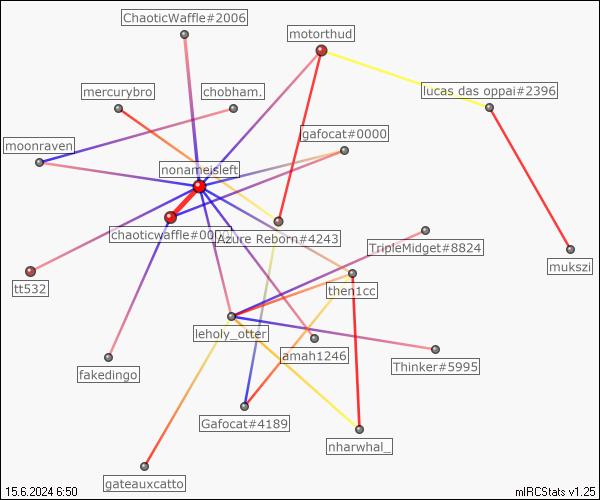 ChaoticWaffle#2006
motorthud
mercurybro
chobham.
lucas das oppai#2396
gafocat#0000
moonraven
nonameisleft
chaoticwaffle#00
Azure Reborn#4243
TripleMidget#8824
mukszi
tt532
then1cc
leholy_otter
amah1246
fakedingo
Thinker#5995
Gafocat#4189
nharwhal_
gateauxcatto
15.6.2024 6:50
mIRCStats v1.25